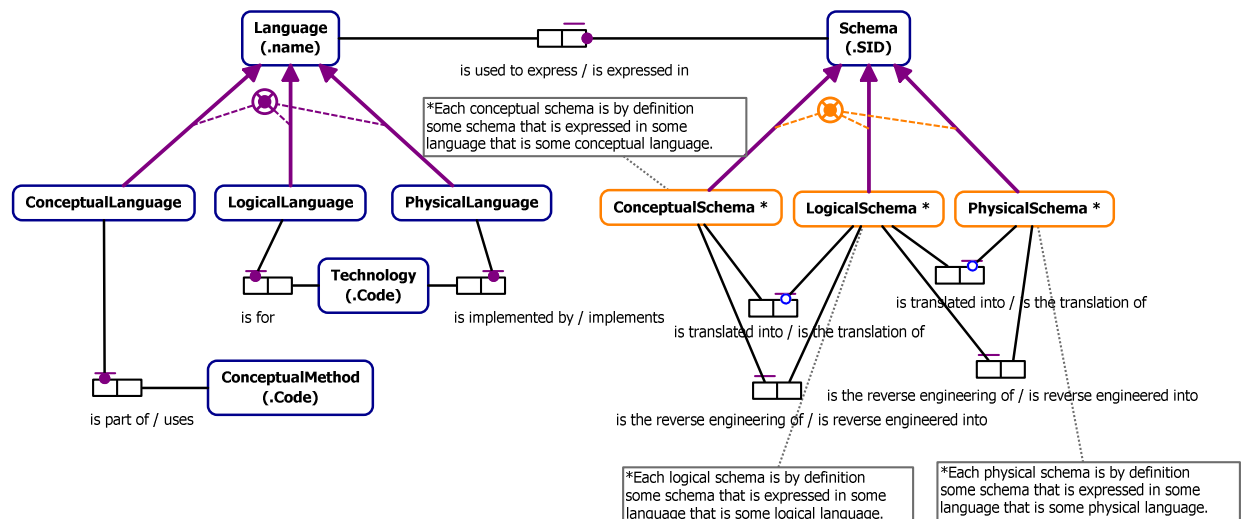 Language
(.name)
Schema
(.SID)
is used to express / is expressed in
*Each conceptual schema is by definition
some schema that is expressed in some
language that is some conceptual language.
ConceptualLanguage
LogicalLanguage
PhysicalLanguage
ConceptualSchema *
LogicalSchema *
PhysicalSchema *
Technology
(.Code)
is for
is implemented by / implements
is translated into / is the translation of
is translated into / is the translation of
ConceptualMethod
(.Code)
is part of / uses
is the reverse engineering of / is reverse engineered into
is the reverse engineering of / is reverse engineered into
*Each logical schema is by definition
some schema that is expressed in some
language that is some logical language.
*Each physical schema is by definition
some schema that is expressed in some
language that is some physical language.